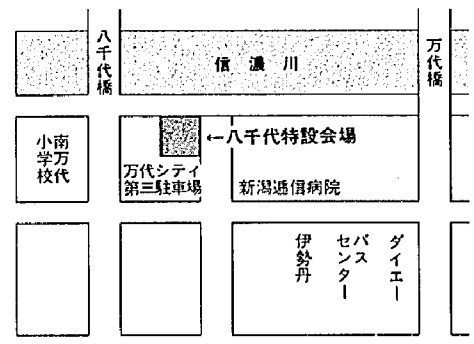 八千代橋
信濃川
万代橋
南万代
小学校
←八千代特設会場
万代シティ
第三駐車場
新潟逓信病院
伊勢丹
バス
センター
ダイエー